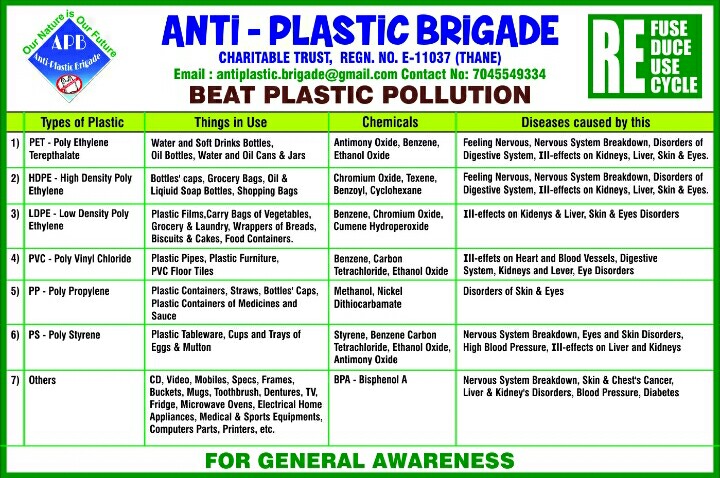 Our Nature is Our Future
APB
Anti-Plastic Brigade
ANTI - PLASTIC BRIGADE
CHARITABLE TRUST, REGN. NO. E-11037 (THANE)
Email : antiplastic.brigade@gmail.com Contact No: 7045549334
BEAT PLASTIC POLLUTION
RE
FUSE
DUCE
USE
CYCLE
Types of Plastic Things in Use Chemicals Diseases caused by this
1) PET - Poly Ethylene Water and Soft Drinks Bottles, Antimony Oxide, Benzene, Feeling Nervous, Nervous System Breakdown, Disorders of
Terepthalate Oil Bottles, Water and Oil Cans & Jars Ethanol Oxide Digestive System, Ill-effects on Kidneys, Liver, Skin & Eyes.
2) HDPE - High Density Poly Bottles' caps, Grocery Bags, Oil & Chromium Oxide, Texene, Feeling Nervous, Nervous System Breakdown, Disorders of
Ethylene Liqiuid Soap Bottles, Shopping Bags Benzoyl, Cyclohexane Digestive System, Ill-effects on Kidneys, Liver, Skin & Eyes.
3) LDPE - Low Density Poly Plastic Films,Carry Bags of Vegetables, Benzene, Chromium Oxide, Ill-effects on Kidenys & Liver, Skin & Eyes Disorders
Ethylene Grocery & Laundry, Wrappers of Breads, Cumene Hydroperoxide
Biscuits & Cakes, Food Containers.
4) PVC - Poly Vinyl Chloride Plastic Pipes, Plastic Furniture, Benzene, Carbon Ill-effets on Heart and Blood Vessels, Digestive
PVC Floor Tiles Tetrachloride, Ethanol Oxide System, Kidneys and Lever, Eye Disorders
5) PP - Poly Propylene Plastic Containers, Straws, Bottles' Caps, Methanol, Nickel Disorders of Skin & Eyes
Plastic Containers of Medicines and Dithiocarbamate
Sauce
6) PS - Poly Styrene Plastic Tableware, Cups and Trays of Styrene, Benzene Carbon Nervous System Breakdown, Eyes and Skin Disorders,
Eggs & Mutton Tetrachloride, Ethanol Oxide, High Blood Pressure, Ill-effects on Liver and Kidneys
Antimony Oxide
7) Others CD, Video, Mobiles, Specs, Frames, BPA - Bisphenol A Nervous System Breakdown, Skin & Chest's Cancer,
Buckets, Mugs, Toothbrush, Dentures, TV, Liver & Kidney's Disorders, Blood Pressure, Diabetes
Fridge, Microwave Ovens, Electrical Home
Appliances, Medical & Sports Equipments,
Computers Parts, Printers, etc.
FOR GENERAL AWARENESS